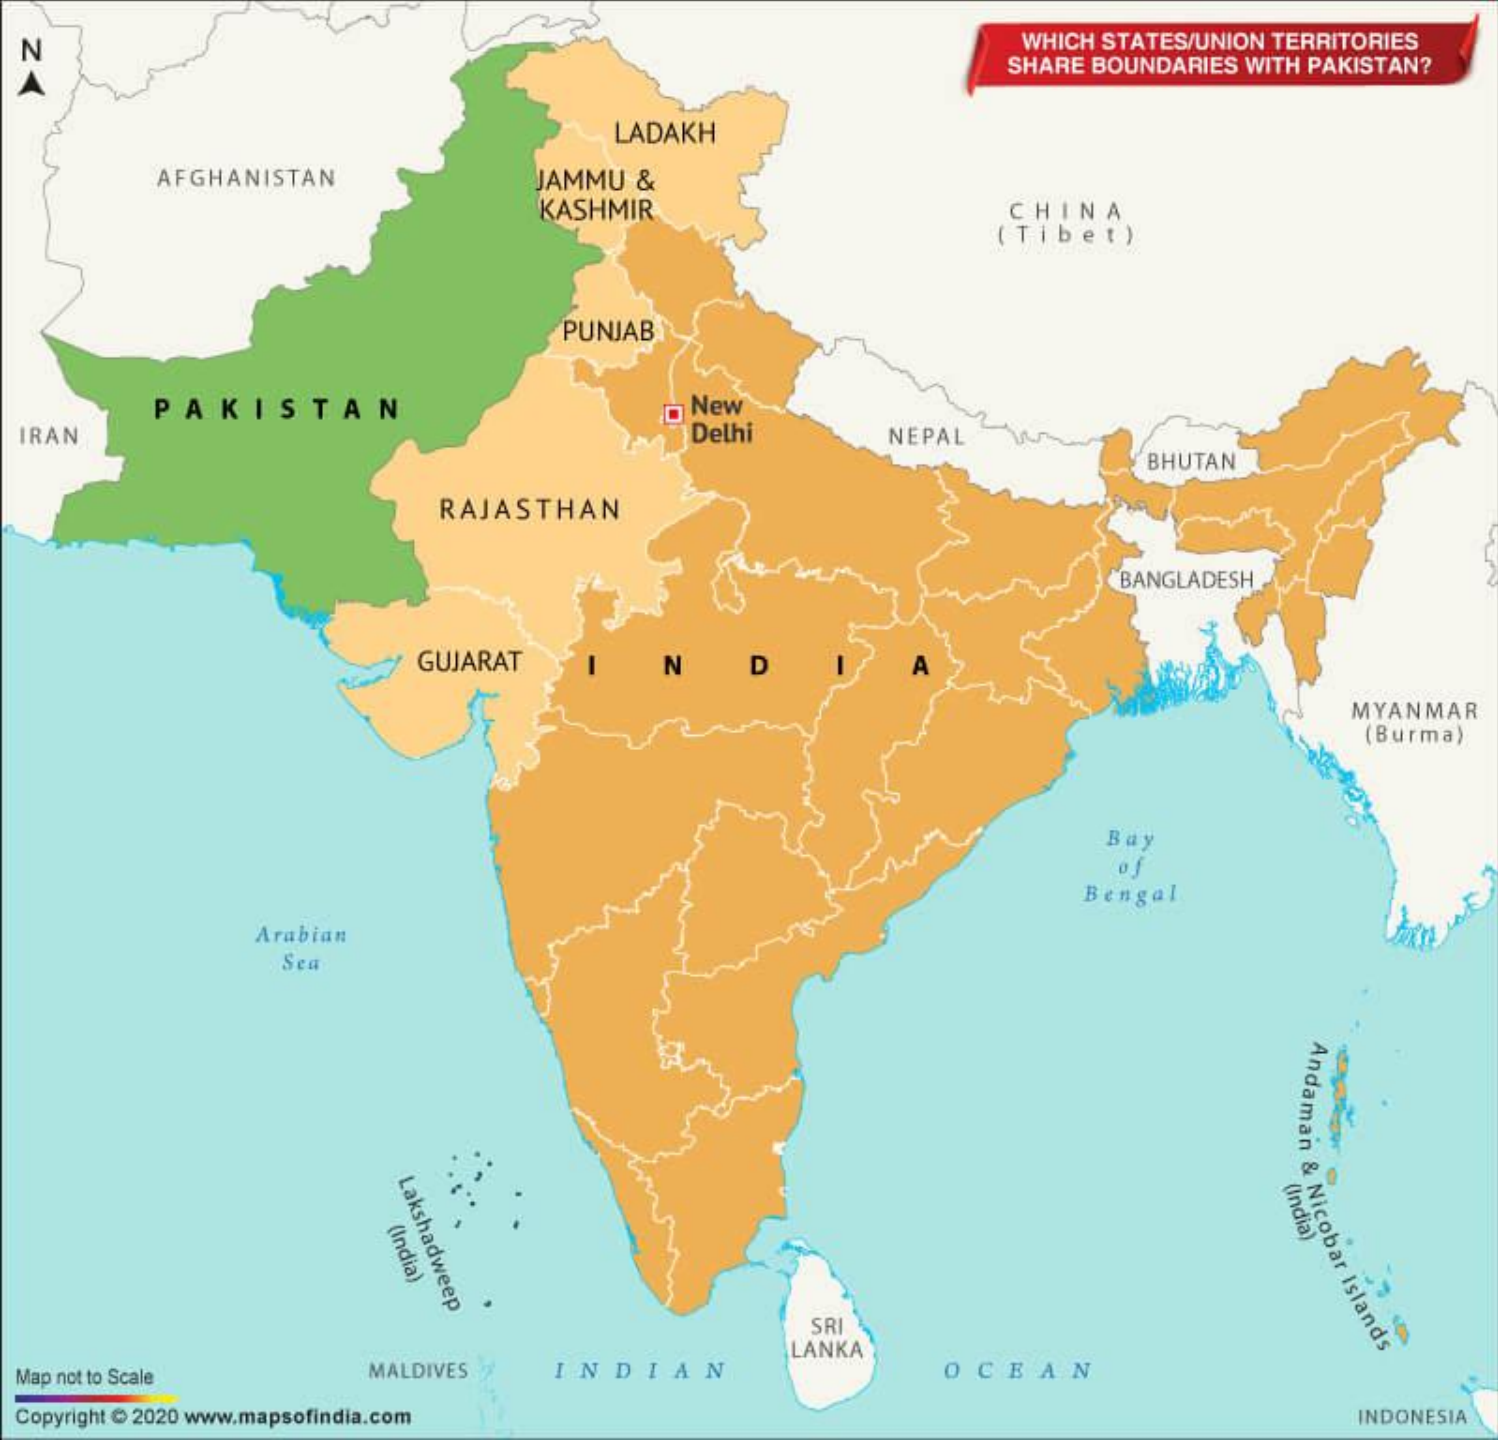 WHICH STATES/UNION TERRITORIES
SHARE BOUNDARIES WITH PAKISTAN?
N
LADAKH
AFGHANISTAN
JAMMU &
KASHMIR
CHINA
(Tibet)
PUNJAB
PAKISTAN
New
Delhi
IRAN
NEPAL
BHUTAN
RAJASTHAN
BANGLADESH
GUJARAT
INDIA
MYANMAR
(Burma)
Bay
of
Bengal
Arabian
Sea
Andaman & Nicobar Islands
(India)
Lakshadweep
(India)
SRI
LANKA
MALDIVES
INDIAN OCEAN
Map not to Scale
Copyright © 2020 www.mapsofindia.com
INDONESIA